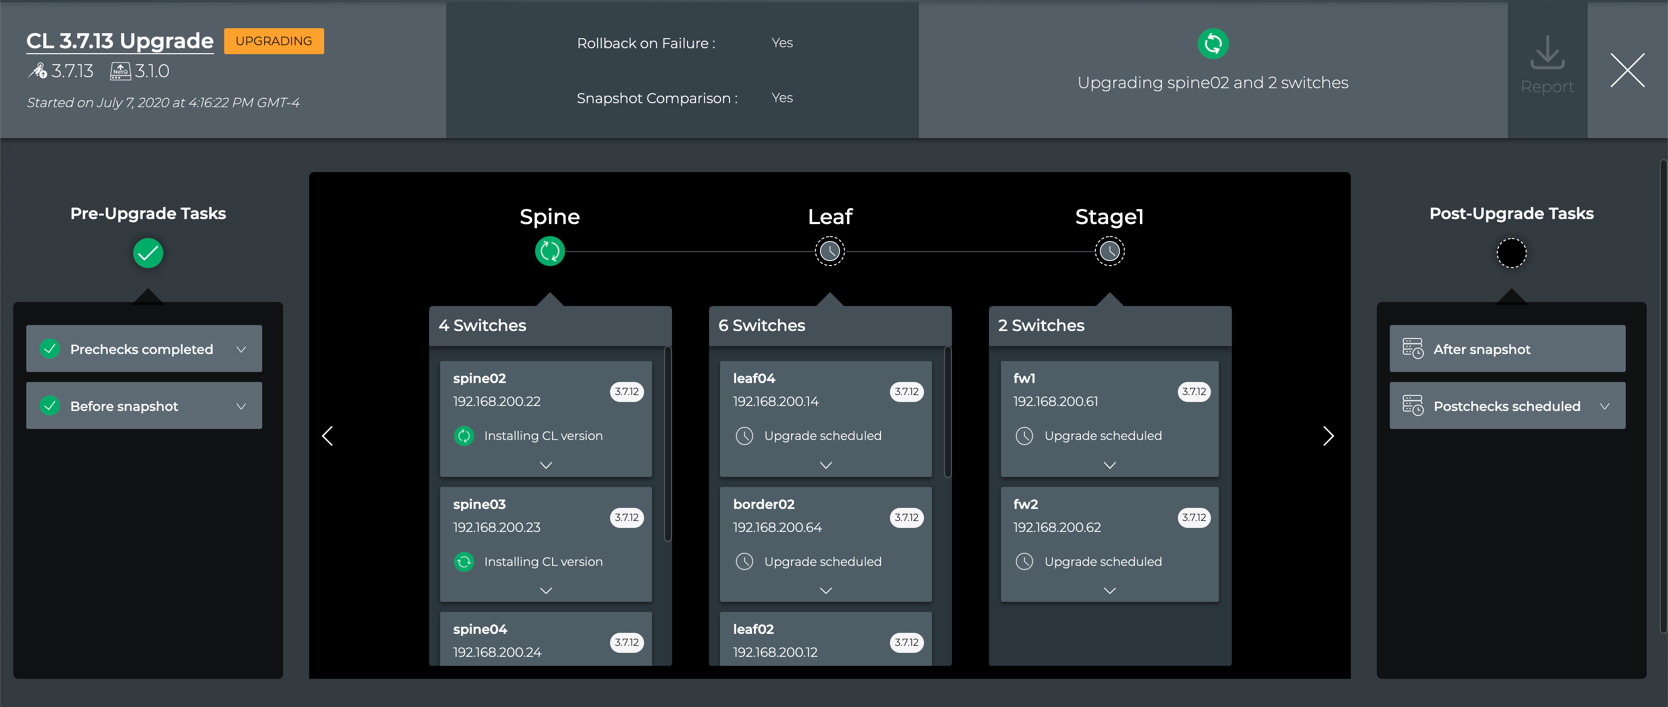 CL 3.7.13 Upgrade UPGRADING
3.7.13 NetQ 3.1.0
Started on July 7, 2020 at 4:16:22 PM GMT-4
Rollback on Failure : Yes
Snapshot Comparison : Yes
Upgrading spine02 and 2 switches
Report
Pre-Upgrade Tasks
Prechecks completed
Before snapshot
Spine
4 Switches
spine02
192.168.200.22
3.7.12
Installing CL version
spine03
192.168.200.23
3.7.12
Installing CL version
spine04
192.168.200.24
3.7.12
Leaf
6 Switches
leaf04
192.168.200.14
3.7.12
Upgrade scheduled
border02
192.168.200.64
3.7.12
Upgrade scheduled
leaf02
192.168.200.12
3.7.12
Stage1
2 Switches
fw1
192.168.200.61
3.7.12
Upgrade scheduled
fw2
192.168.200.62
3.7.12
Upgrade scheduled
Post-Upgrade Tasks
After snapshot
Postchecks scheduled